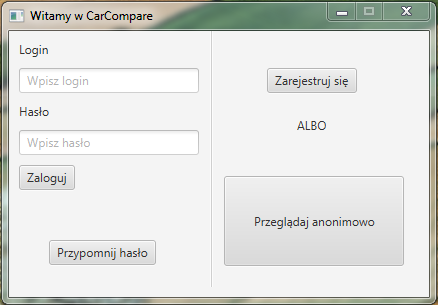 Witamy w CarCompare
Login
Wpisz login
Hasło
Wpisz hasło
Zaloguj
Przypomnij hasło
Zarejestruj się
ALBO
Przeglądaj anonimowo